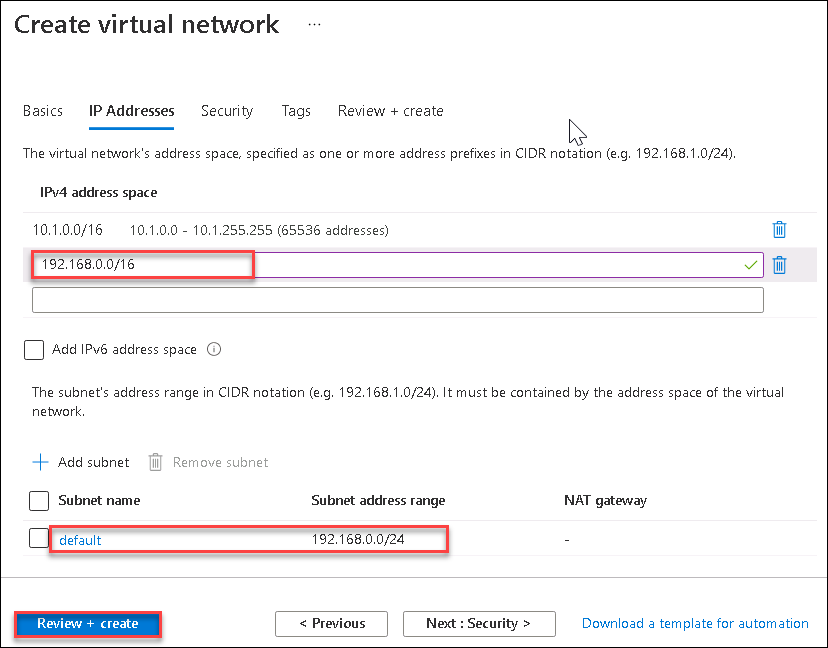 Create virtual network ...
Basics IP Addresses Security Tags Review + create
The virtual network's address space, specified as one or more address prefixes in CIDR notation (e.g. 192.168.1.0/24).
IPv4 address space
10.1.0.0/16 10.1.0.0 - 10.1.255.255 (65536 addresses)
192.168.0.0/16
Add IPv6 address space
The subnet's address range in CIDR notation (e.g. 192.168.1.0/24). It must be contained by the address space of the virtual
network.
+ Add subnet Remove subnet
Subnet name Subnet address range NAT gateway
default 192.168.0.0/24 -
Review + create < Previous Next : Security > Download a template for automation